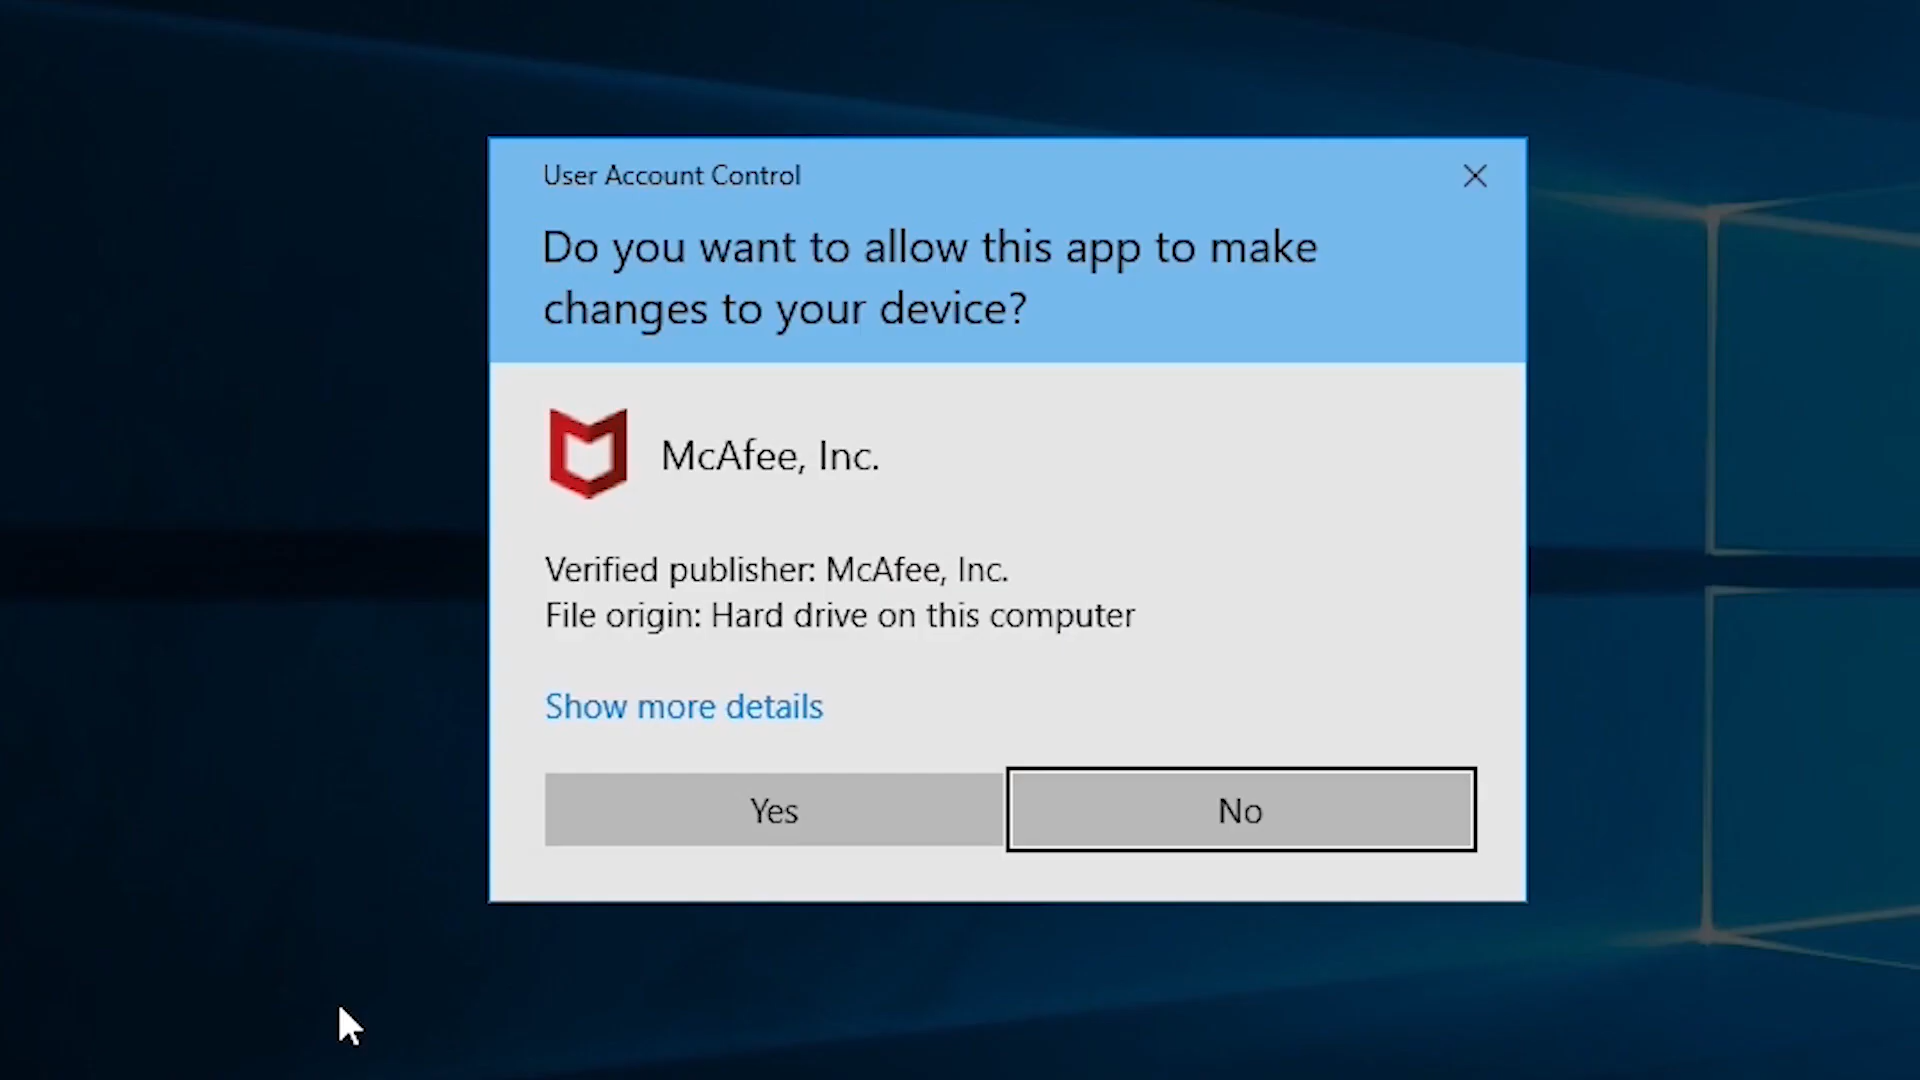 User Account Control
Do you want to allow this app to make
changes to your device?
McAfee, Inc.
Verified publisher: McAfee, Inc.
File origin: Hard drive on this computer
Show more details
Yes
No